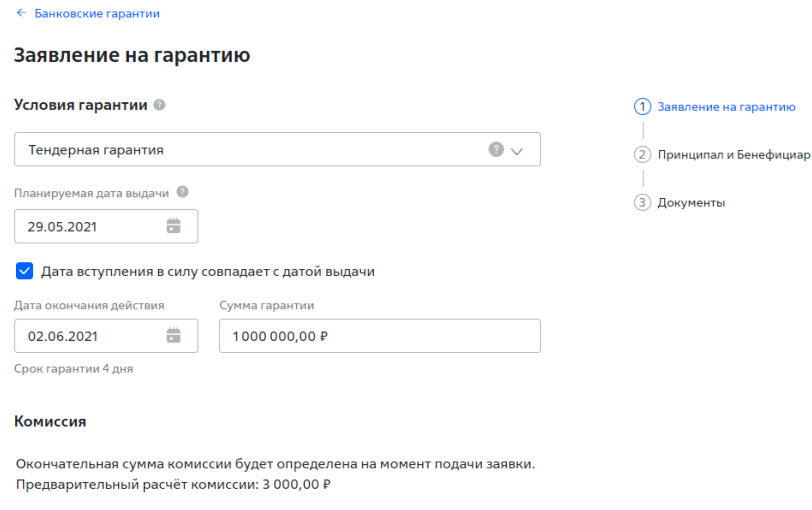 ← Банковские гарантии
Заявление на гарантию
Условия гарантии ?
Тендерная гарантия ?
Планируемая дата выдачи ?
29.05.2021
Дата вступления в силу совпадает с датой выдачи
Дата окончания действия Сумма гарантии
02.06.2021 1 000 000,00 ₽
Срок гарантии 4 дня
Комиссия
Окончательная сумма комиссии будет определена на момент подачи заявки.
Предварительный расчёт комиссии: 3 000,00 ₽
1 Заявление на гарантию
2 Принципал и Бенефициар
3 Документы